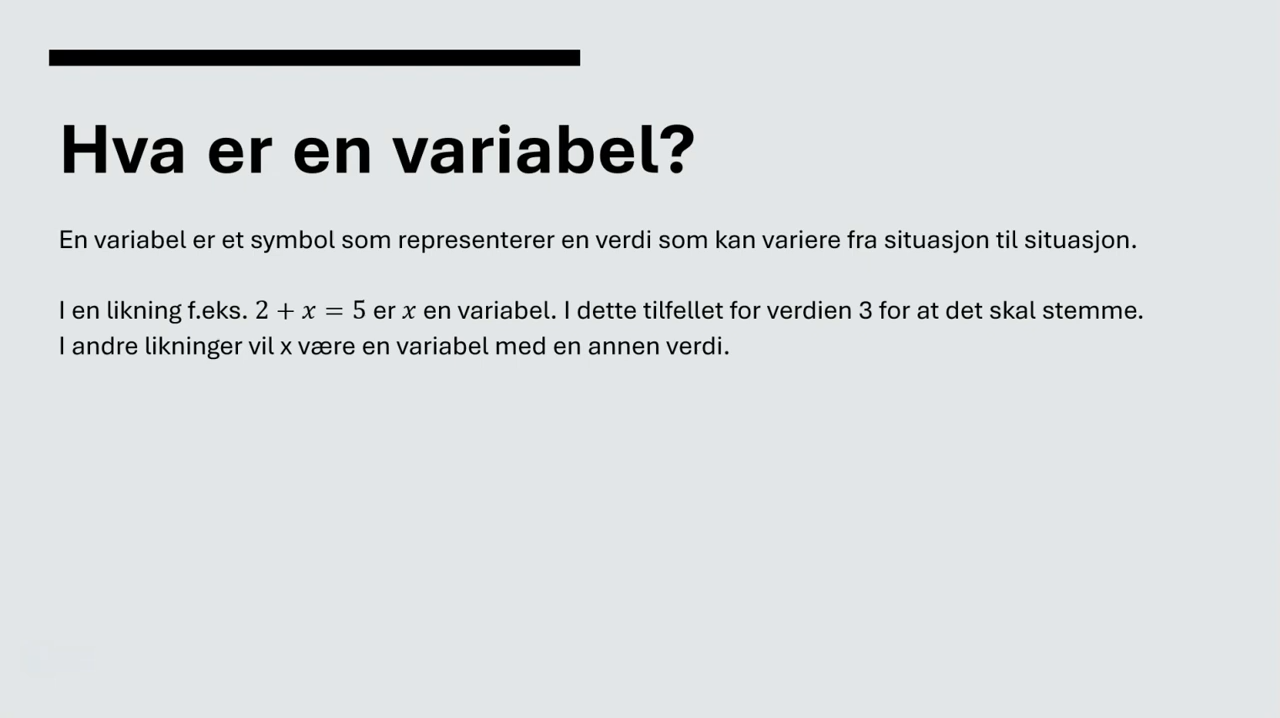 Hva er en variabel?
En variabel er et symbol som representerer en verdi som kan variere fra situasjon til situasjon.
I en likning f.eks. 2 + x = 5 er x en variabel. I dette tilfellet for verdien 3 for at det skal stemme.
I andre likninger vil x være en variabel med en annen verdi.